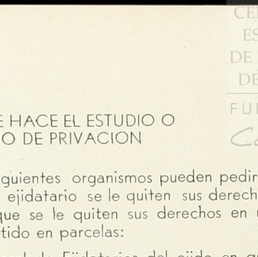 CE
ES
DE
DE
FU
E HACE EL ESTUDIO O
O DE PRIVACION
guientes organismos pueden pedir
ejidatario se le quiten sus derech
que se le quiten sus derechos en u
tido en parcelas: